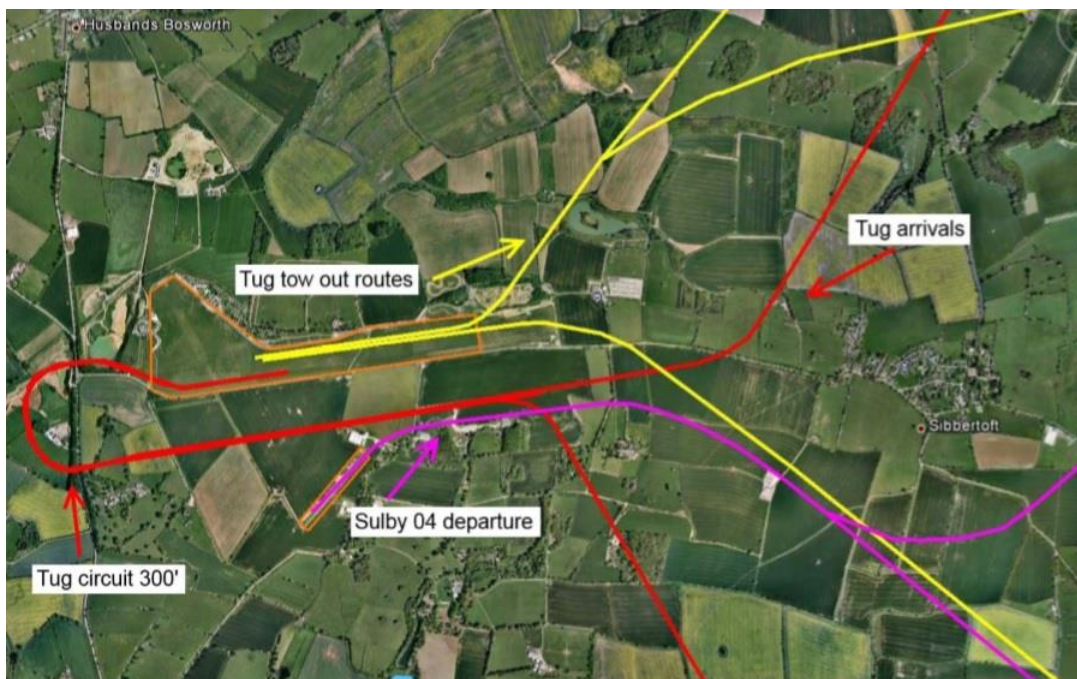 Husbands Bosworth
Tug arrivals
Tug tow out routes
Sibbertoft
Sulby 04 departure
Tug circuit 300'